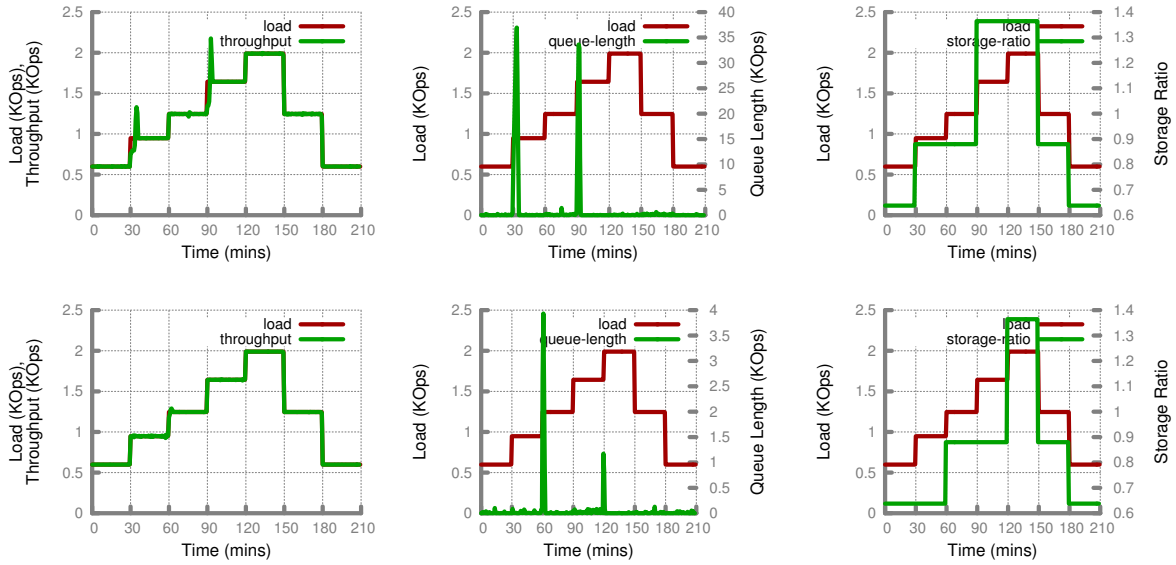 2.5
2
1.5
1
0.5
0
Load (KOps),
Throughput (KOps)
load
throughput
0 30 60 90 120 150 180 210
Time (mins)
2.5
2
1.5
1
0.5
0
Load (KOps)
load
queue-length
40
35
30
25
20
15
10
5
0
Queue Length (KOps)
0 30 60 90 120 150 180 210
Time (mins)
2.5
2
1.5
1
0.5
0
Load (KOps)
load
storage-ratio
1.4
1.3
1.2
1.1
1
0.9
0.8
0.7
0.6
Storage Ratio
0 30 60 90 120 150 180 210
Time (mins)
2.5
2
1.5
1
0.5
0
Load (KOps),
Throughput (KOps)
load
throughput
0 30 60 90 120 150 180 210
Time (mins)
2.5
2
1.5
1
0.5
0
Load (KOps)
load
queue-length
4
3.5
3
2.5
2
1.5
1
0.5
0
Queue Length (KOps)
0 30 60 90 120 150 180 210
Time (mins)
2.5
2
1.5
1
0.5
0
Load (KOps)
load
storage-ratio
1.4
1.3
1.2
1.1
1
0.9
0.8
0.7
0.6
Storage Ratio
0 30 60 90 120 150 180 210
Time (mins)